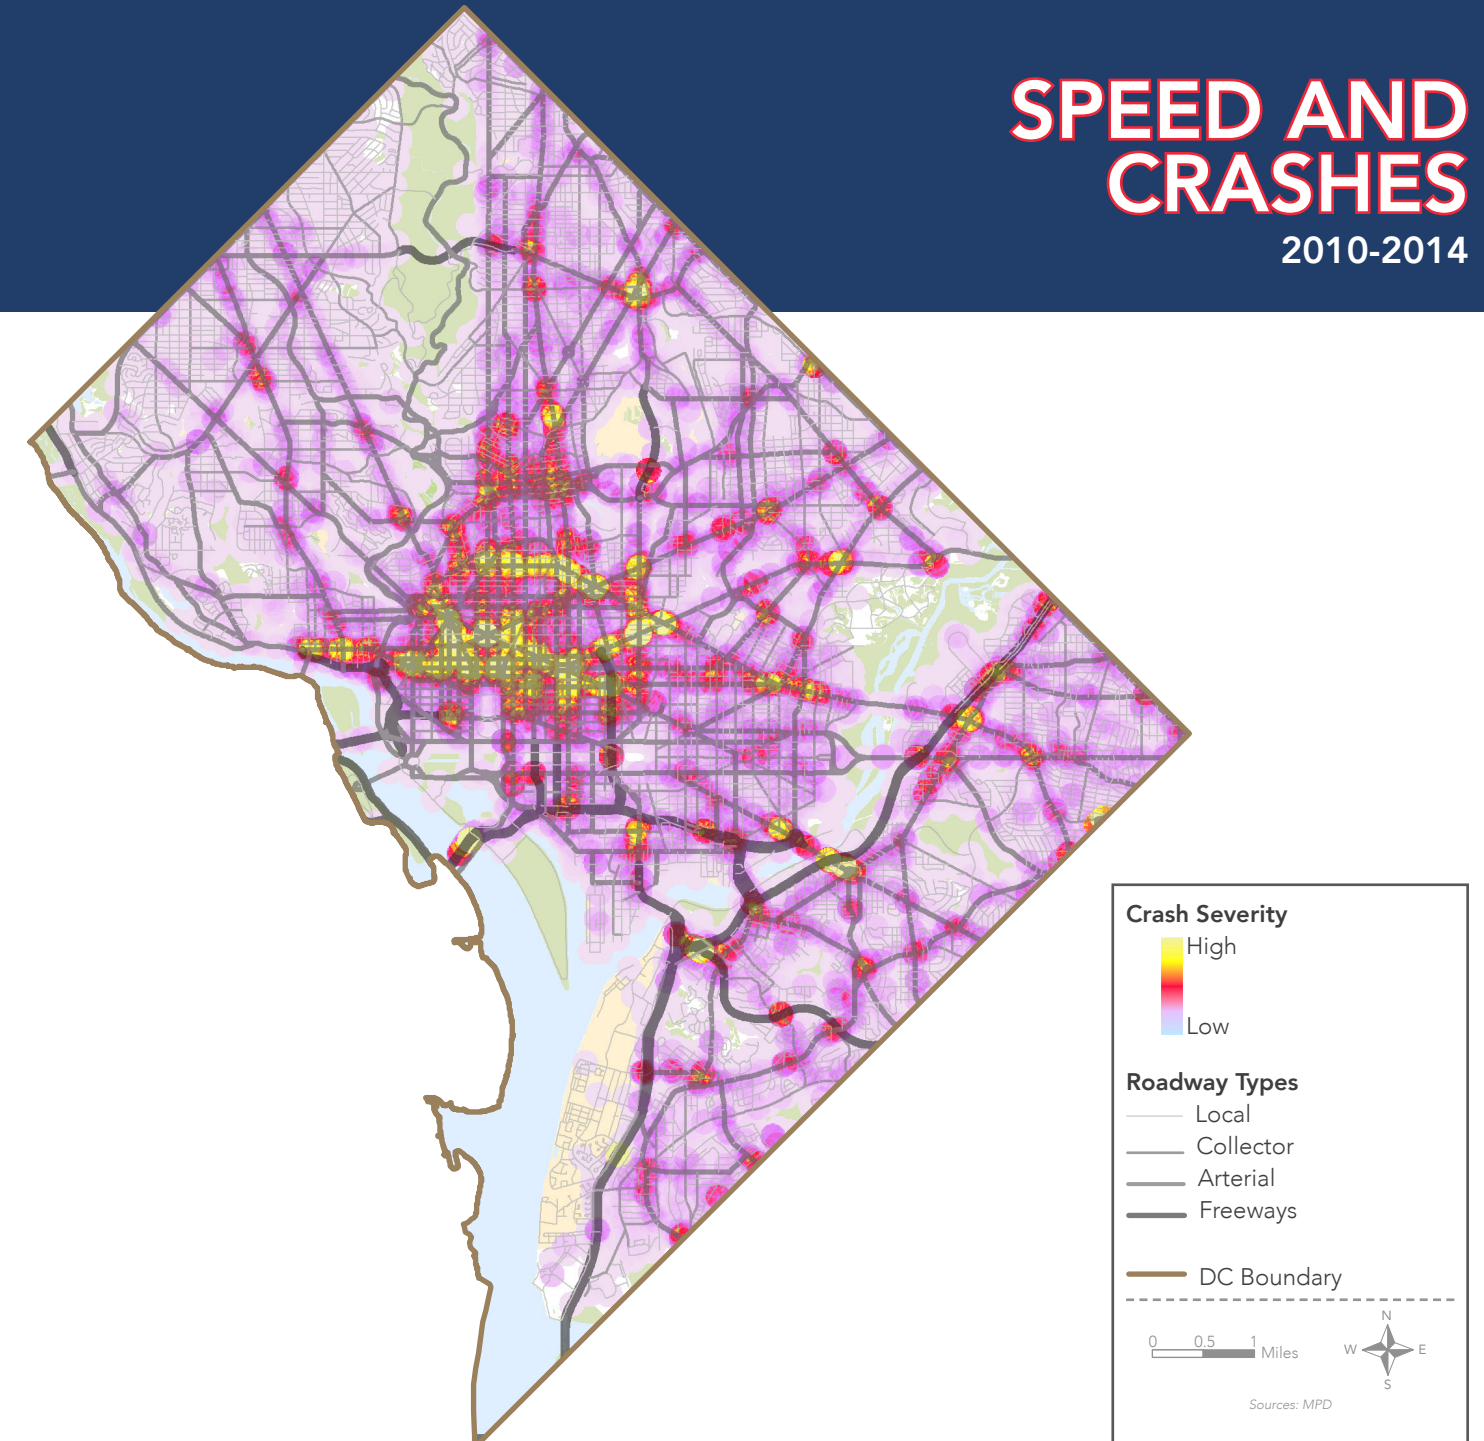 SPEED AND
CRASHES
2010-2014
Crash Severity
High
Low
Roadway Types
Local
Collector
Arterial
Freeways
DC Boundary
0 0.5 1
Miles
N
W E
S
Sources: MPD